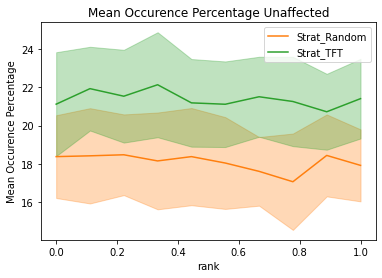 Mean Occurence Percentage Unaffected
Strat_Random
Strat_TFT
Mean Occurence Percentage
24
22
20
18
16
0.0 0.2 0.4 0.6 0.8 1.0
rank